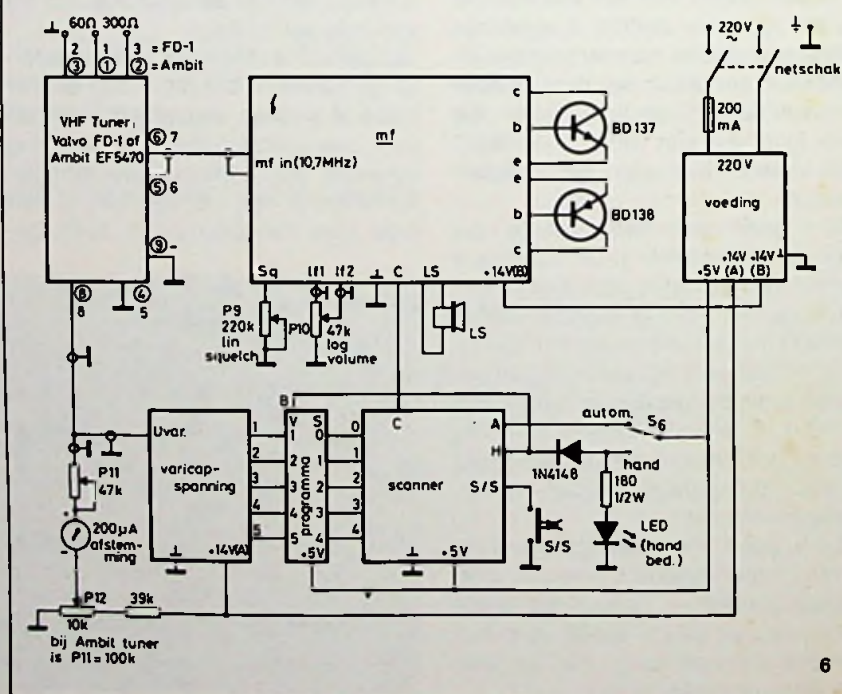 60Ω 300Ω
2 1 3 = FD-1
③ ① ② = Ambit
VHF Tuner:
Valvo FD-1 of
Ambit EF5470
⑥ 7
⑤ 6
⑨ -
⑧
8
④
5
mf
mf in (10,7MHz)
c
b
e
BD137
e
b
c
BD138
Sq lf1 lf2 ⊥ C LS +14V(B)
P9
220k
lin
squelch
P10
47k
log
volume
LS
220V
~
netschak
200
mA
220V
voeding
+14V +14V ⊥
+5V (A) (B)
Uvar.
varicap-
spanning
⊥ +14V(A)
1
2
3
4
5
B
V S
1 0
2 1
3 2
4 3
5 4
programma
+5V
0
1
2
3
4
C
scanner
A
H
S/S
⊥ +5V
autom.
S6
hand
1N4148
180
1/2W
LED
(hand
bed.)
S/S
P11
47k
+
200µA
afstem-
ming
-
P12
10k
39k
bij Ambit tuner
is P11=100k
6